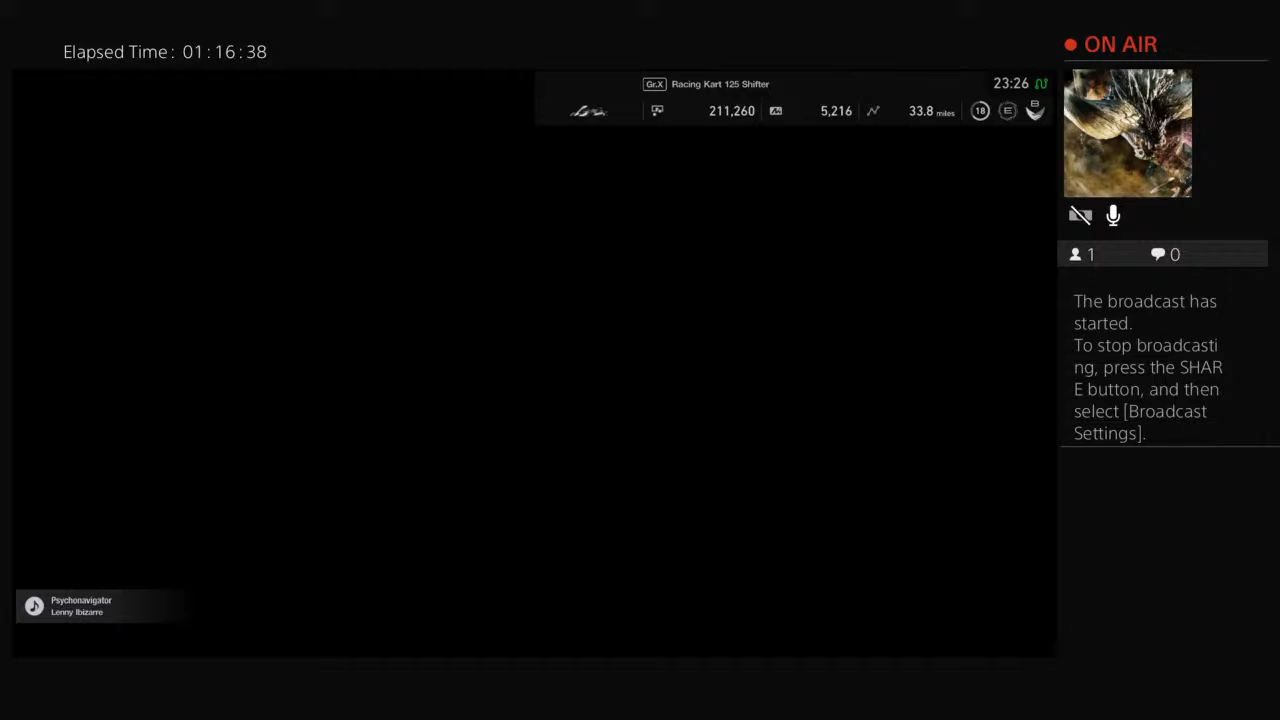 Elapsed Time: 01:16:38
ON AIR
Gr.X Racing Kart 125 Shifter
23:26
211,260
5,216
33.8 miles
18
E
1
0
The broadcast has
started.
To stop broadcasti
ng, press the SHAR
E button, and then
select [Broadcast
Settings].
Psychonavigator
Lenny Ibizarre